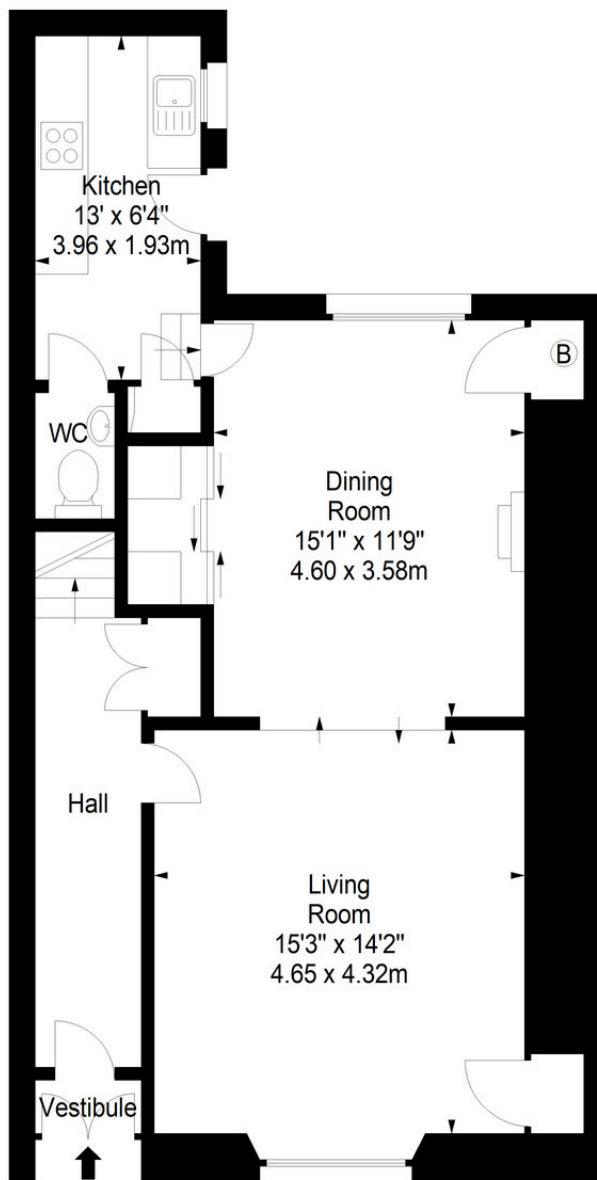 Kitchen
13' x 6'4"
3.96 x 1.93m
B
WC
Dining
Room
15'1" x 11'9"
4.60 x 3.58m
Hall
Living
Room
15'3" x 14'2"
4.65 x 4.32m
Vestibule